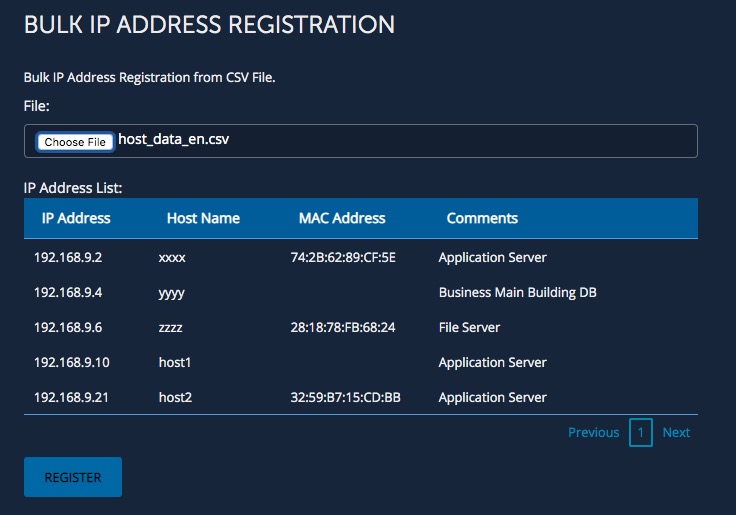 BULK IP ADDRESS REGISTRATION
Bulk IP Address Registration from CSV File.
File:
Choose File host_data_en.csv
IP Address List:
IP Address Host Name MAC Address Comments
192.168.9.2 xxxx 74:2B:62:89:CF:5E Application Server
192.168.9.4 yyyy Business Main Building DB
192.168.9.6 zzzz 28:18:78:FB:68:24 File Server
192.168.9.10 host1 Application Server
192.168.9.21 host2 32:59:B7:15:CD:BB Application Server
Previous 1 Next
REGISTER